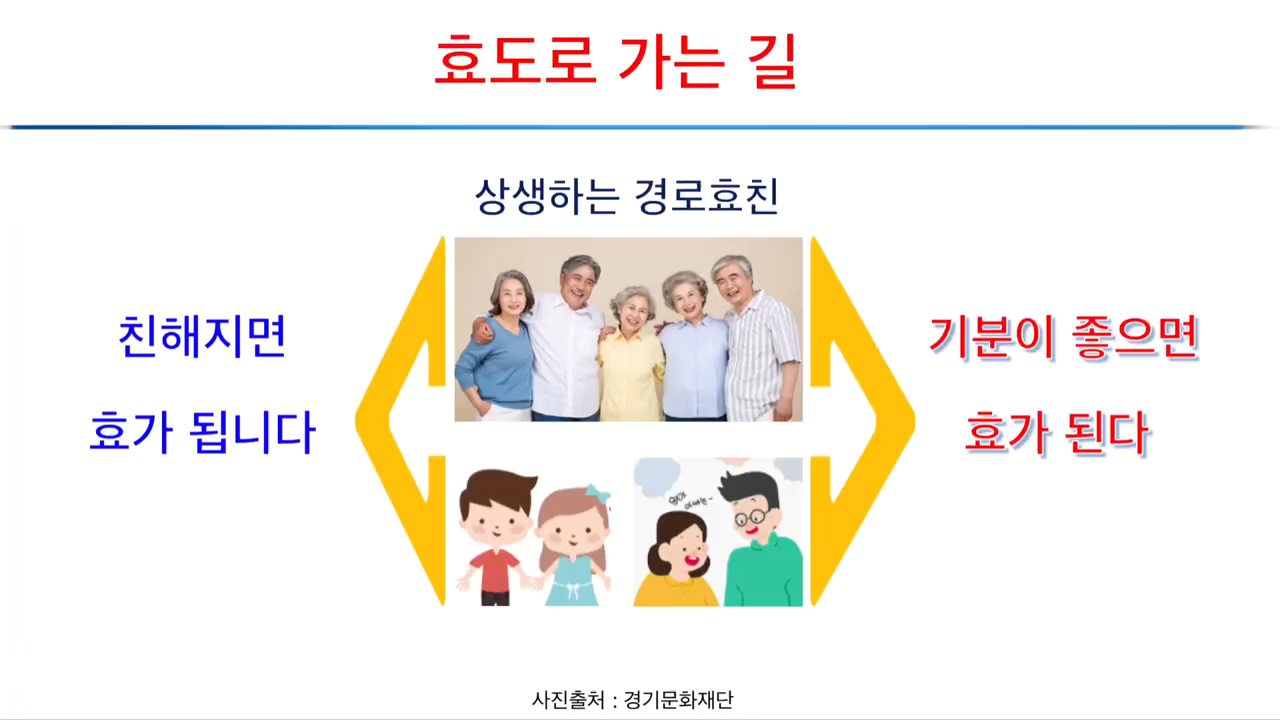 효도로 가는 길
상생하는 경로효친
친해지면
효가 됩니다
기분이 좋으면
효가 된다
사진출처 : 경기문화재단